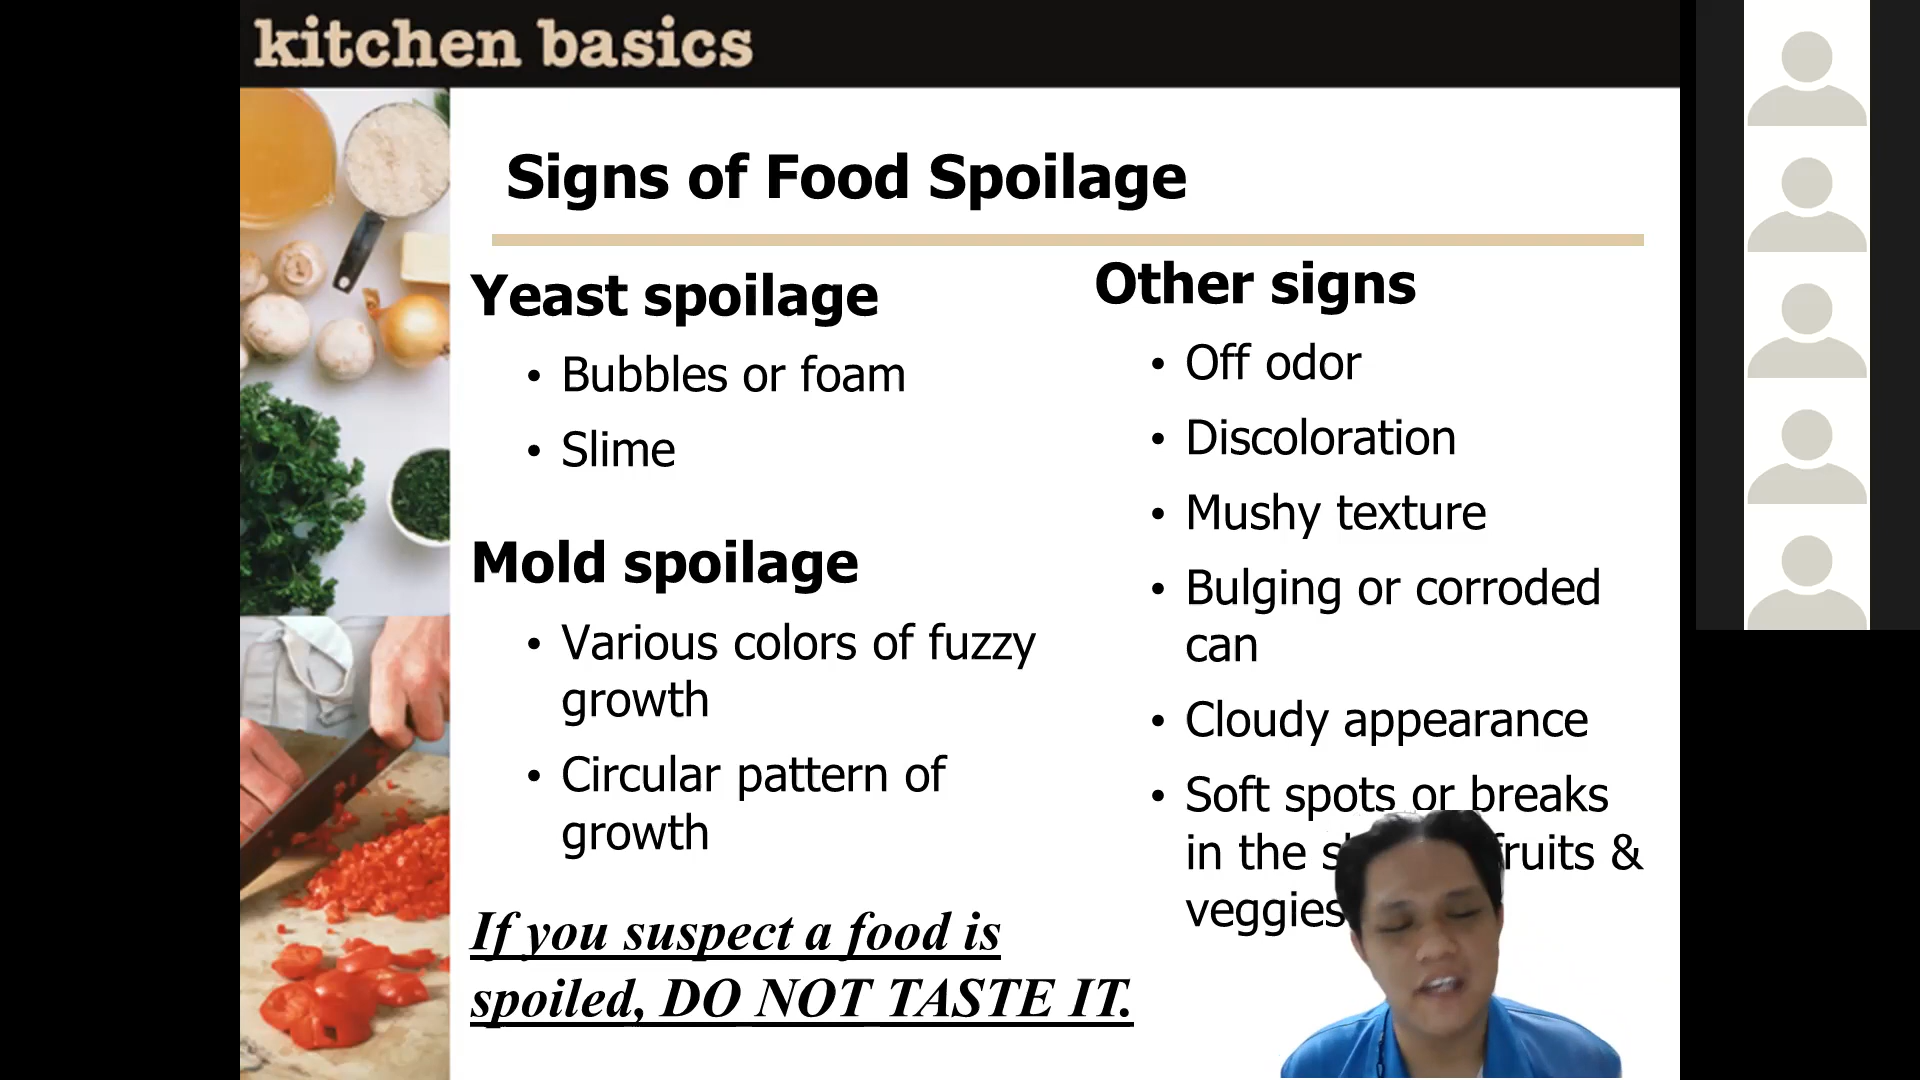 kitchen basics
Signs of Food Spoilage
Yeast spoilage
• Bubbles or foam
• Slime
Mold spoilage
• Various colors of fuzzy
growth
• Circular pattern of
growth
If you suspect a food is
spoiled, DO NOT TASTE IT.
Other signs
• Off odor
• Discoloration
• Mushy texture
• Bulging or corroded
can
• Cloudy appearance
• Soft spots or breaks
in the fruits &
veggies